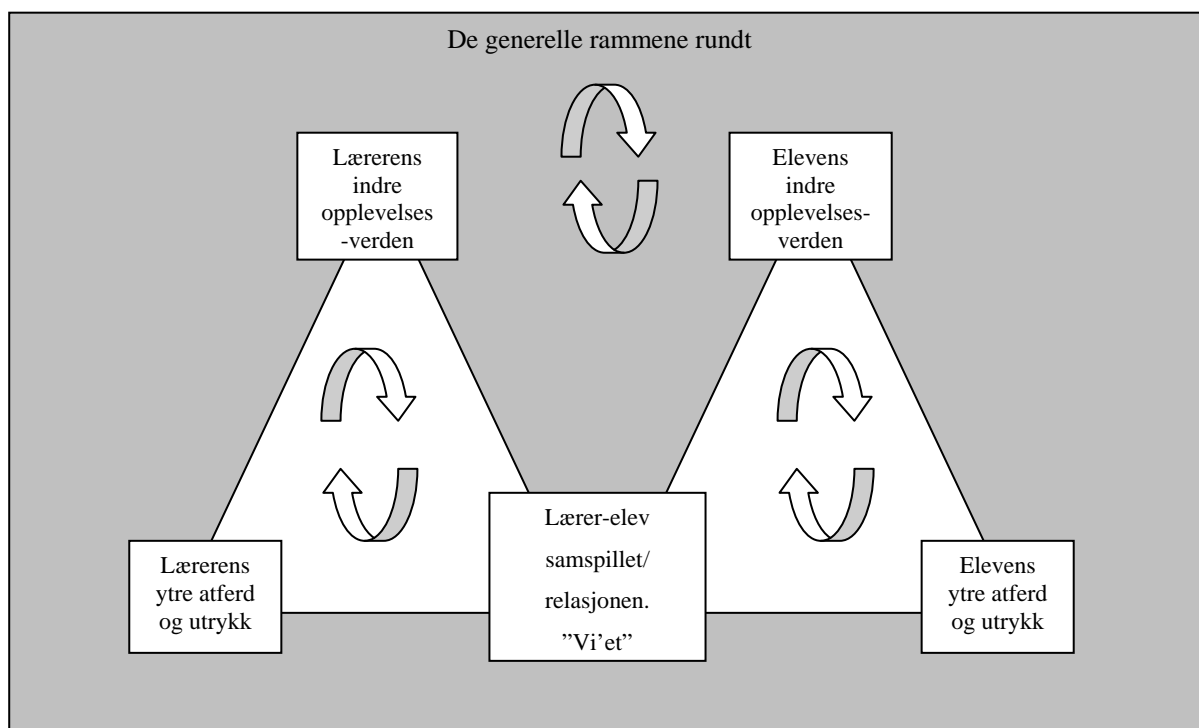 De generelle rammene rundt
Lærerens
indre
opplevelses
-verden
Elevens
indre
opplevelses-
verden
Lærer-elev
samspillet/
relasjonen.
”Vi’et”
Lærerens
ytre atferd
og utrykk
Elevens
ytre atferd
og utrykk